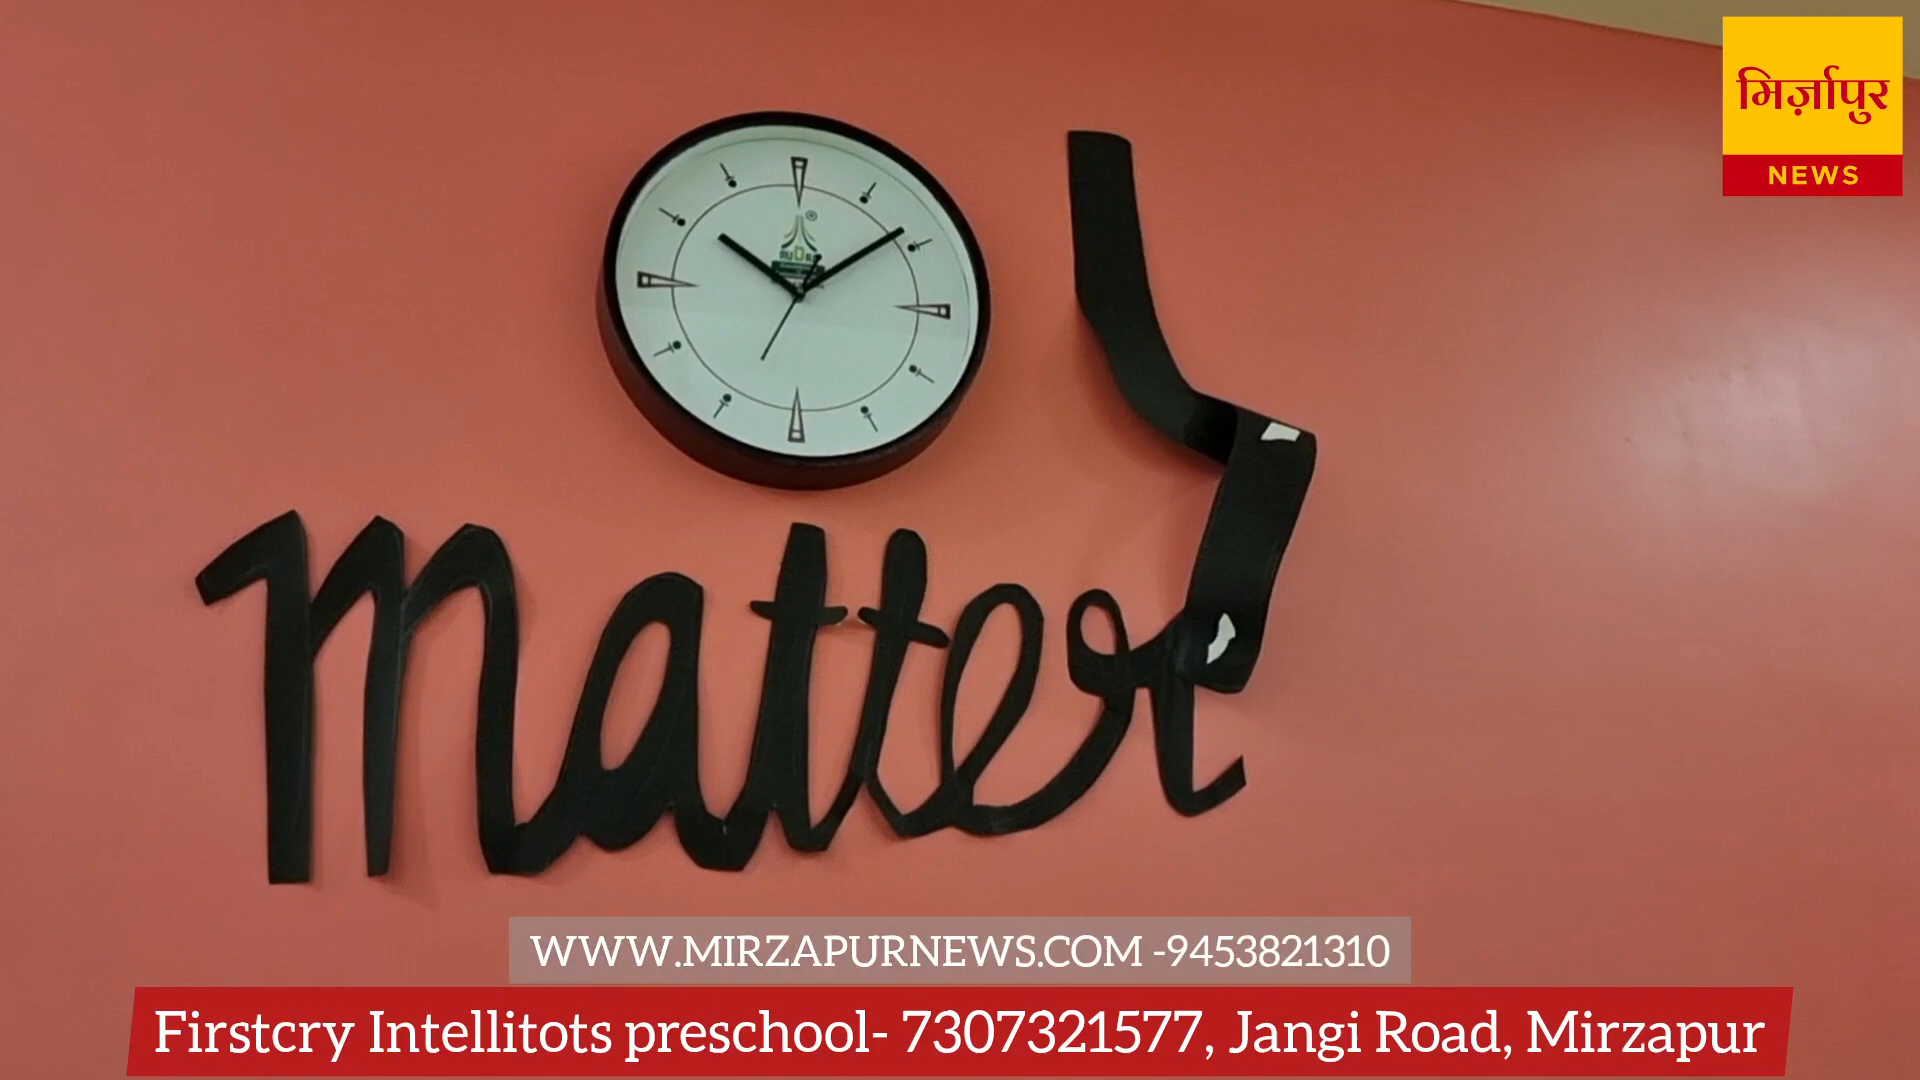 मिर्ज़ापुर
NEWS
matter
WWW.MIRZAPURNEWS.COM -9453821310
Firstcry Intellitots preschool- 7307321577, Jangi Road, Mirzapur